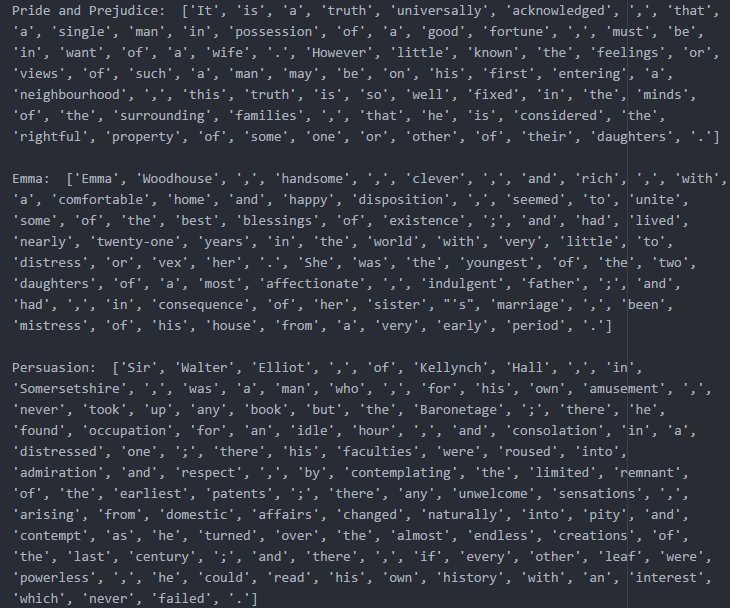 Pride and Prejudice:  ['It', 'is', 'a', 'truth', 'universally', 'acknowledged', ',', 'that',
'a', 'single', 'man', 'in', 'possession', 'of', 'a', 'good', 'fortune', ',', 'must', 'be',
'in', 'want', 'of', 'a', 'wife', '.', 'However', 'little', 'known', 'the', 'feelings', 'or',
'views', 'of', 'such', 'a', 'man', 'may', 'be', 'on', 'his', 'first', 'entering', 'a',
'neighbourhood', ',', 'this', 'truth', 'is', 'so', 'well', 'fixed', 'in', 'the', 'minds',
'of', 'the', 'surrounding', 'families', ',', 'that', 'he', 'is', 'considered', 'the',
'rightful', 'property', 'of', 'some', 'one', 'or', 'other', 'of', 'their', 'daughters', '.']

Emma:  ['Emma', 'Woodhouse', ',', 'handsome', ',', 'clever', ',', 'and', 'rich', ',', 'with',
'a', 'comfortable', 'home', 'and', 'happy', 'disposition', ',', 'seemed', 'to', 'unite',
'some', 'of', 'the', 'best', 'blessings', 'of', 'existence', ';', 'and', 'had', 'lived',
'nearly', 'twenty-one', 'years', 'in', 'the', 'world', 'with', 'very', 'little', 'to',
'distress', 'or', 'vex', 'her', '.', 'She', 'was', 'the', 'youngest', 'of', 'the', 'two',
'daughters', 'of', 'a', 'most', 'affectionate', ',', 'indulgent', 'father', ';', 'and',
'had', ',', 'in', 'consequence', 'of', 'her', 'sister', "'s", 'marriage', ',', 'been',
'mistress', 'of', 'his', 'house', 'from', 'a', 'very', 'early', 'period', '.']

Persuasion:  ['Sir', 'Walter', 'Elliot', ',', 'of', 'Kellynch', 'Hall', ',', 'in',
'Somersetshire', ',', 'was', 'a', 'man', 'who', ',', 'for', 'his', 'own', 'amusement', ',',
'never', 'took', 'up', 'any', 'book', 'but', 'the', 'Baronetage', ';', 'there', 'he',
'found', 'occupation', 'for', 'an', 'idle', 'hour', ',', 'and', 'consolation', 'in', 'a',
'distressed', 'one', ';', 'there', 'his', 'faculties', 'were', 'roused', 'into',
'admiration', 'and', 'respect', ',', 'by', 'contemplating', 'the', 'limited', 'remnant',
'of', 'the', 'earliest', 'patents', ';', 'there', 'any', 'unwelcome', 'sensations', ',',
'arising', 'from', 'domestic', 'affairs', 'changed', 'naturally', 'into', 'pity', 'and',
'contempt', 'as', 'he', 'turned', 'over', 'the', 'almost', 'endless', 'creations', 'of',
'the', 'last', 'century', ';', 'and', 'there', ',', 'if', 'every', 'other', 'leaf', 'were',
'powerless', ',', 'he', 'could', 'read', 'his', 'own', 'history', 'with', 'an', 'interest',
'which', 'never', 'failed', '.']